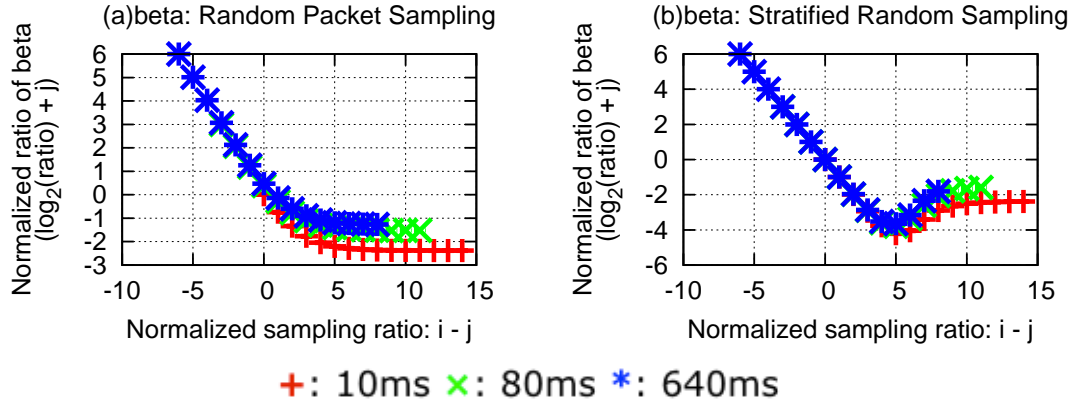 (a)beta: Random Packet Sampling
Normalized ratio of beta
(log2(ratio) + j)
6
5
4
3
2
1
0
-1
-2
-3
-10 -5 0 5 10 15
Normalized sampling ratio: i - j
(b)beta: Stratified Random Sampling
Normalized ratio of beta
(log2(ratio) + j)
6
4
2
0
-2
-4
-6
-10 -5 0 5 10 15
Normalized sampling ratio: i - j
+: 10ms ×: 80ms *: 640ms